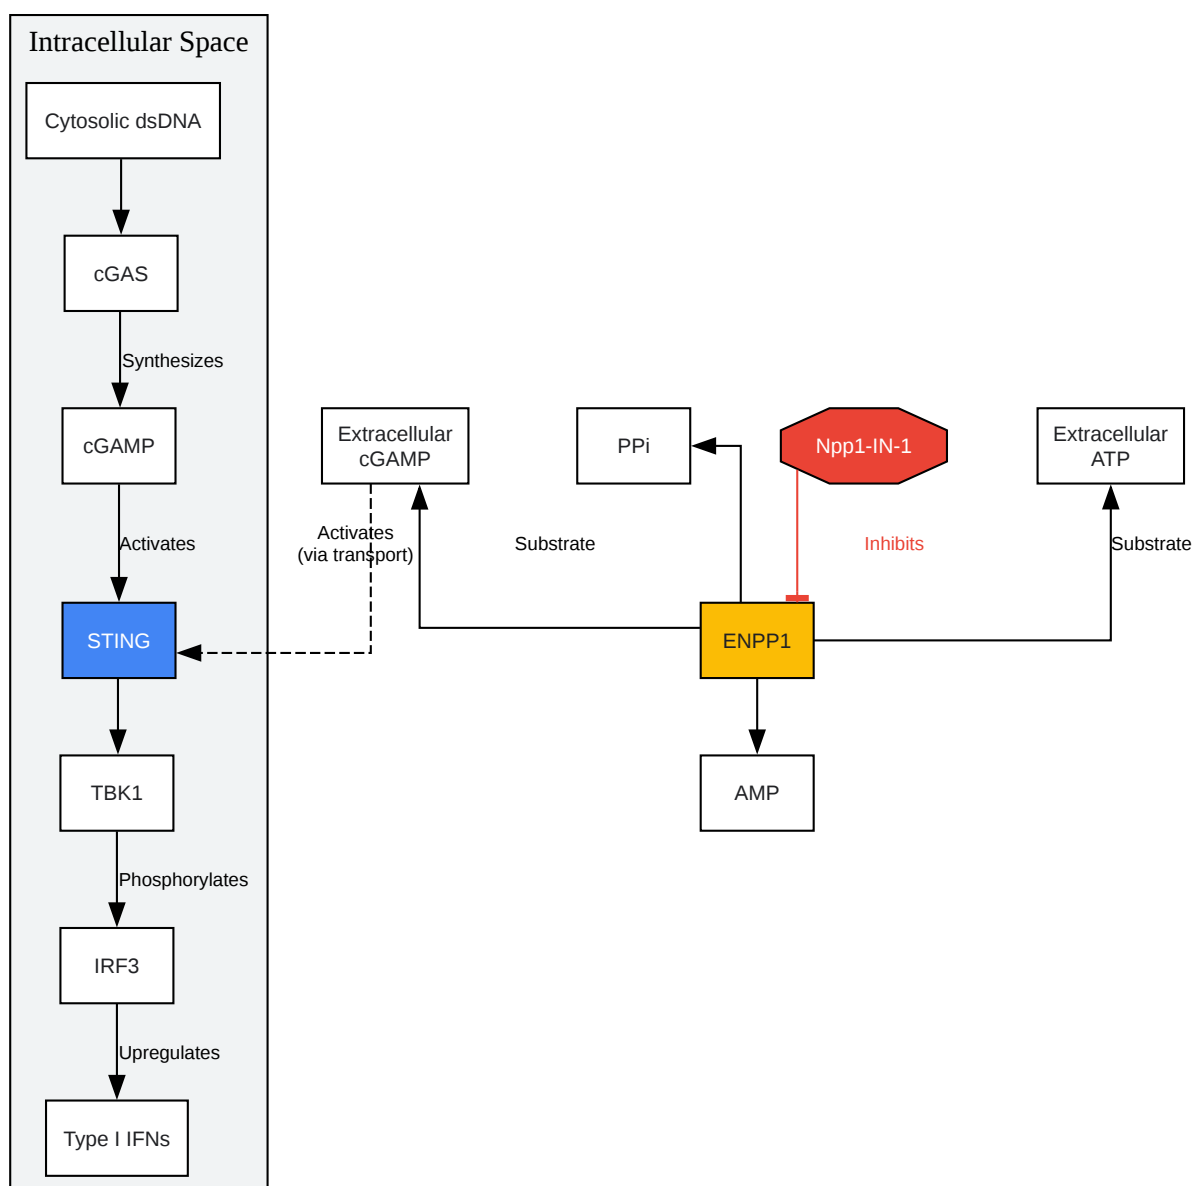 Intracellular Space
Cytosolic dsDNA
cGAS
Synthesizes
cGAMP
Activates
STING
TBK1
Phosphorylates
IRF3
Upregulates
Type I IFNs
Extracellular
cGAMP
Activates
(via transport)
Substrate
PPi
Npp1-IN-1
Inhibits
ENPP1
AMP
Extracellular
ATP
Substrate